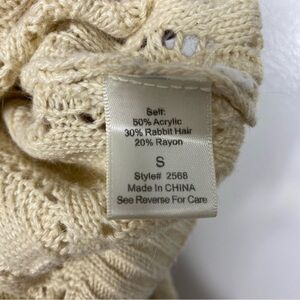 Self:
50% Acrylic
30% Rabbit Hair
20% Rayon
S
Style# 2568
Made In CHINA
See Reverse For Care